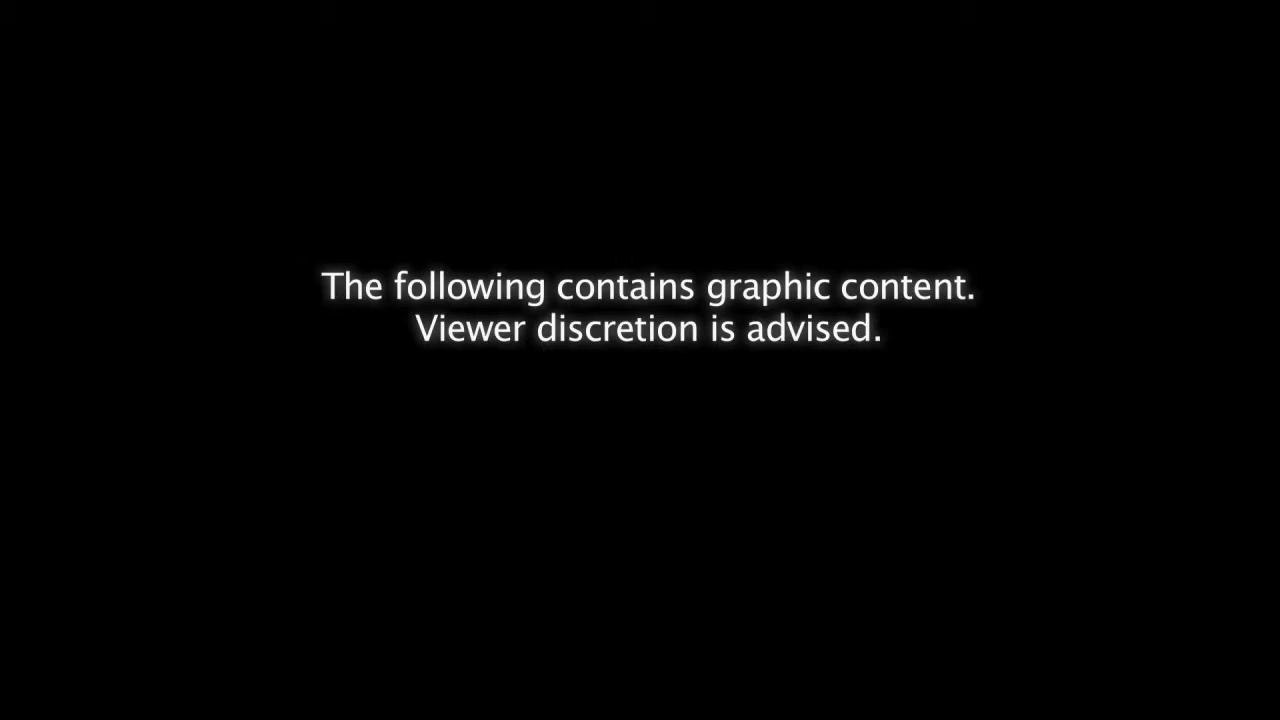 The following contains graphic content.
Viewer discretion is advised.